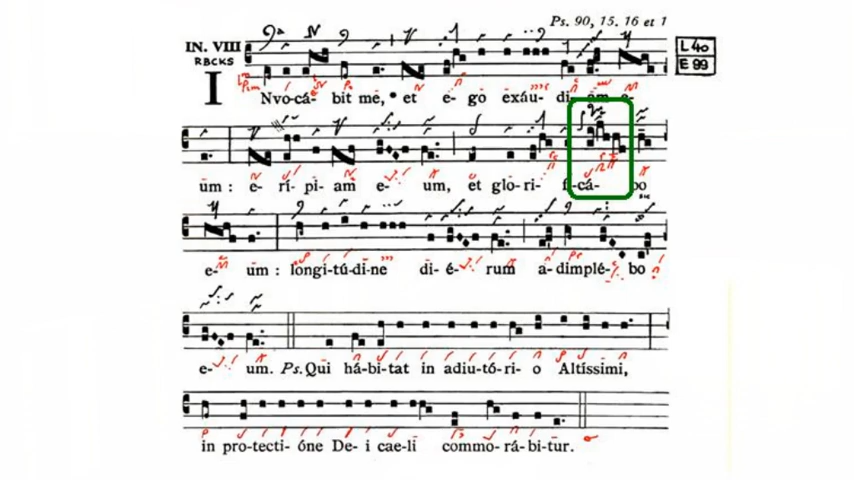 Ps. 90, 15. 16 et 1
IN. VIII
RBCKS
L 40
E 99
INvo-cá- bit me, * et e- go exáu- di- am e-
um : e- rí- pi- am e- um, et glo-ri- fi-cá- bo
e- um : longi-tú-di-ne di- é- rum a-dimplé- bo
e- um. Ps. Qui há-bi-tat in adiu-tó-ri- o Altíssimi,
in pro-tecti- óne De- i cae-li commo-rá-bi-tur.